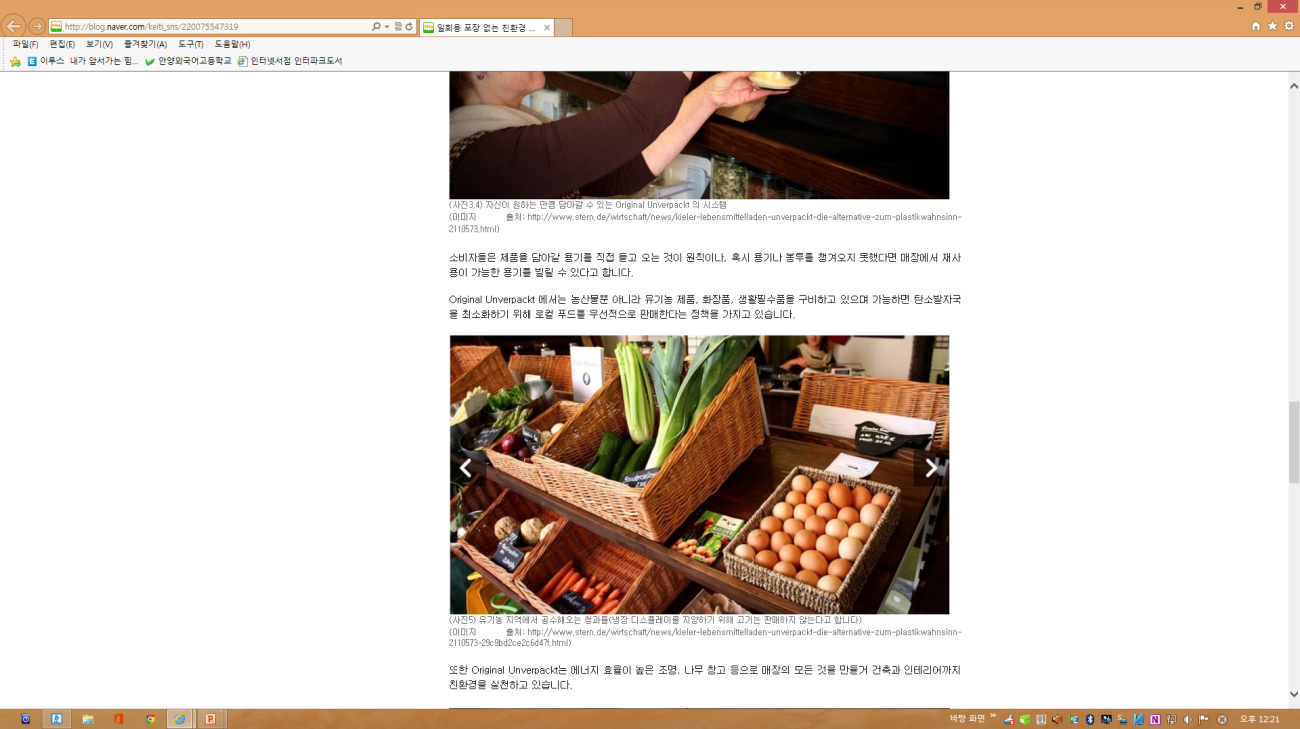 http://blog.naver.com/keiti_sns/220075547319
일회용 포장 없는 친환경 ...
파일(F) 편집(E) 보기(V) 즐겨찾기(A) 도구(T) 도움말(H)
이투스 내가 앞서가는 힘... 안양외국어고등학교 인터넷서점 인터파크도서
(사진3,4) 자신이 원하는 만큼 담아갈 수 있는 Original Unverpackt 의 시스템
(이미지 출처: http://www.stern.de/wirtschaft/news/kieler-lebensmittelladen-unverpackt-die-alternative-zum-plastikwahnsinn-
2110573.html)
소비자들은 제품을 담아갈 용기를 직접 들고 오는 것이 원칙이나, 혹시 용기나 봉투를 챙겨오지 못했다면 매장에서 재사
용이 가능한 용기를 빌릴 수 있다고 합니다.
Original Unverpackt 에서는 농산물뿐 아니라 유기농 제품, 화장품, 생활필수품을 구비하고 있으며 가능하면 탄소발자국
을 최소화하기 위해 로컬 푸드를 우선적으로 판매한다는 정책을 가지고 있습니다.
(사진5) 유기농 지역에서 공수해오는 청과들(냉장 디스플레이를 지양하기 위해 고기는 판매하지 않는다고 합니다)
(이미지 출처: http://www.stern.de/wirtschaft/news/kieler-lebensmittelladen-unverpackt-die-alternative-zum-plastikwahnsinn-
2110573-29c9bd2ce2c6d47f.html)
또한 Original Unverpackt는 에너지 효율이 높은 조명, 나무 창고 등으로 매장의 모든 것을 만들거 건축과 인테리어까지
친환경을 실천하고 있습니다.
바탕 화면 » 오후 12:21